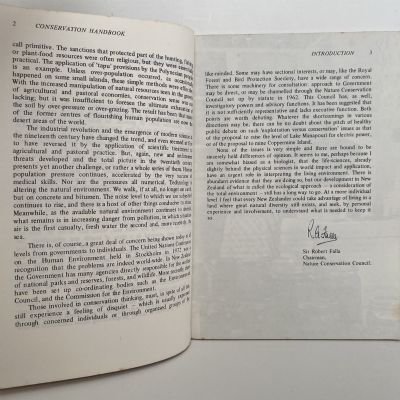 2 CONSERVATION HANDBOOK
call primitive. The sanctions that protected part of the hunting, fishing
or plant-food resources were often religious, but they were
practical. The application of 'tapu' provisions by the Polynesian people
is an example. Unless over-population occurred, as occasionally
happened on some small islands, these simple methods were effective.
With the increased manipulation of natural resources in the growth
of agricultural and pastoral economies, conservation sense was not
lacking; but it was insufficient to forestall the ultimate exhaustion of
the soil by over-pressure or over-grazing. The result has been that some
of the former centres of flourishing human population are now the
desert areas of the world.
The industrial revolution and the emergence of modern science in
the nineteenth century have changed the trend, and even seemed
to have reversed it by the application of scientific
agricultural and pastoral practice. But, again, new and
threats developed and the total picture in the twentieth century
presents yet another challenge, or rather a whole series of them. Human
population pressure continues, accelerated by the very success of
medical skills. Nor are the pressures all numerical. Technology is
altering the natural environment. We walk, if at all, no longer on
but on concrete and bitumen. The noise level to which we are subjected
continues to rise, and there is a host of other things conducive to
Meanwhile, as the available natural environment continues to
what remains is in increasing danger from pollution, in which
air is the first casualty, fresh water the second and, more recently, the
sea.
There is, of course, a great deal of concern being shown today at all
levels from governments to individuals. The United Nations Conference
on the Human Environment held in Stockholm in 1972 was
recognition that the problems are indeed world-wide. In New Zealand
the Government has many agencies directly responsible for the
of national parks and reserves, forests, and wildlife. More recently there
have been set up co-ordinating bodies such as the Environmental
Council, and the Commission for the Environment.
Those involved in conservation thinking, must, in spite of all
still experience a feeling of disquiet – which is usually expressed
through concerned individuals or through organised groups of the
INTRODUCTION 3
like-minded. Some may have sectional interests, or may, like the Royal
Forest and Bird Protection Society, have a wide range of concern.
There is some machinery for consultation approach to Government
may be direct, or may be channelled through the Nature Conservation
Council set up by statute in 1962. This Council has, as well,
investigatory powers and advisory functions. It has been suggested that
it is not sufficiently representative and lacks executive function. Both
points are worth debating. Whatever the shortcomings in various
directions may be, there can be no doubt about the pitch of healthy
public debate on such 'exploitation versus conservation' issues as that
of the proposal to raise the level of Lake Manapouri for electric power,
or of the proposal to mine Coppermine Island.
None of the issues is very simple and there are bound to be
sincerely held differences of opinion. It seems to me, perhaps because I
am somewhat biased as a biologist, that the life-sciences, already
slightly behind the physical sciences in world impact and application,
have an urgent role in interpreting the living environment. There is
abundant evidence that they are doing so, but our development in New
Zealand of what is called the ecological approach – a consideration of
the total environment – still has a long way to go. At a more individual
level, I feel that every New Zealander could take advantage of living in a
land where great natural diversity still exists, and seek, by personal
experience and involvement, to understand what is needed to keep it
so
R A Falla
Sir Robert Falla
Chairman,
Nature Conservation Council.